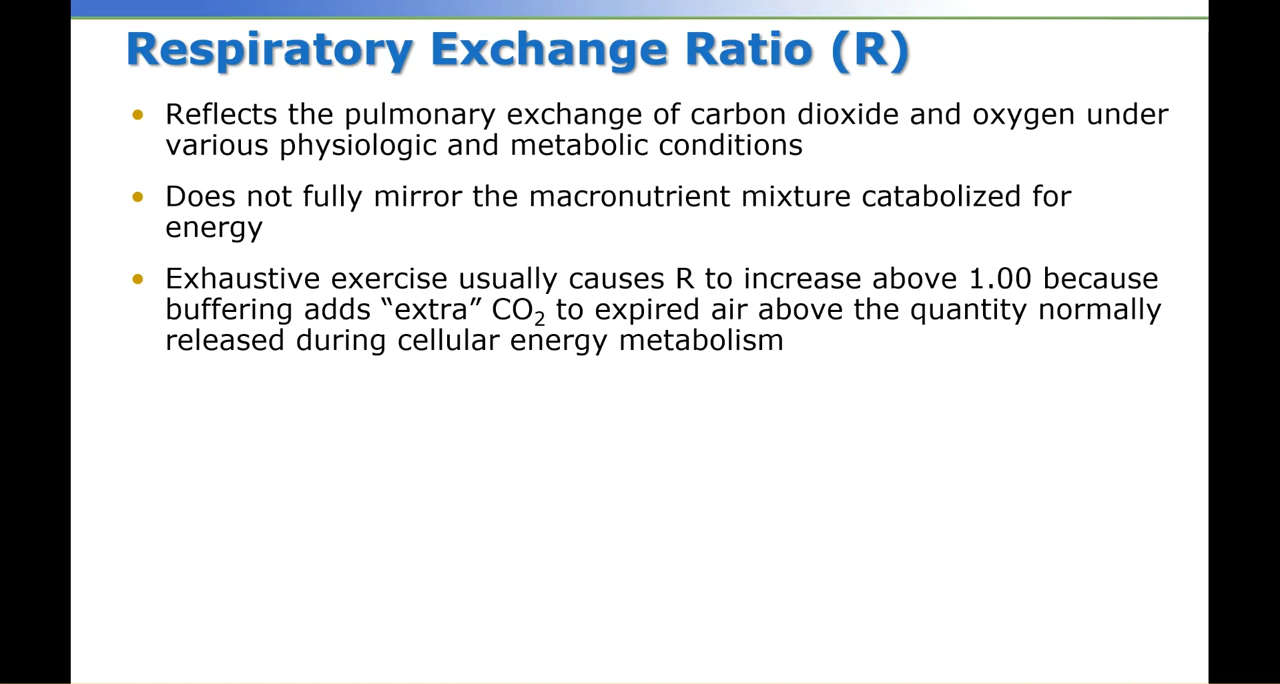 Respiratory Exchange Ratio (R)
• Reflects the pulmonary exchange of carbon dioxide and oxygen under
various physiologic and metabolic conditions
• Does not fully mirror the macronutrient mixture catabolized for
energy
• Exhaustive exercise usually causes R to increase above 1.00 because
buffering adds “extra” CO₂ to expired air above the quantity normally
released during cellular energy metabolism